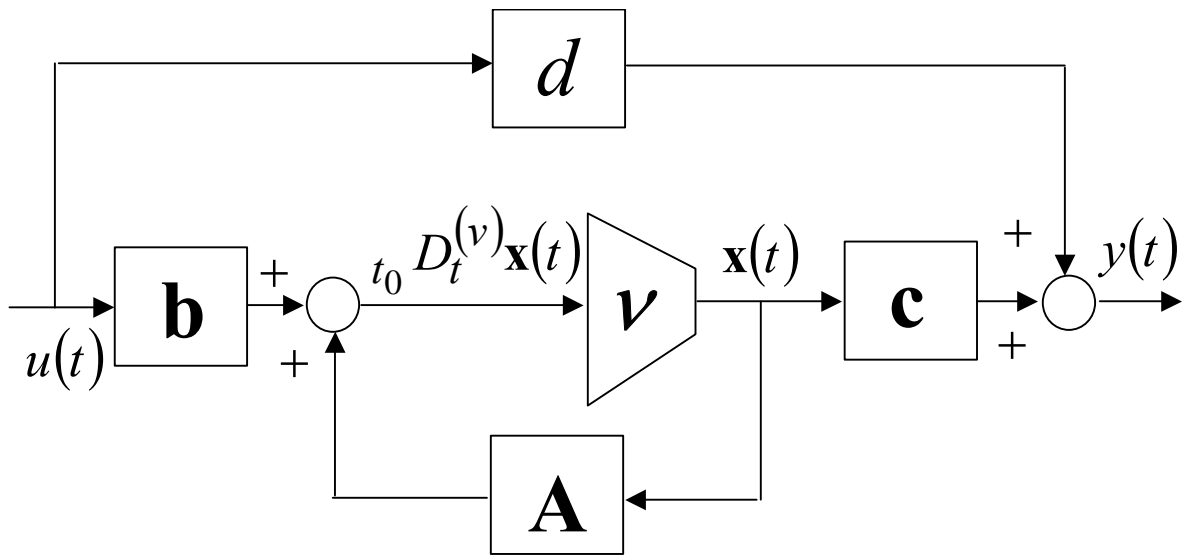 d
+
y(t)
t₀ D_t^(ν) x(t)
x(t)
+
b
ν
c
u(t)
+
+
A